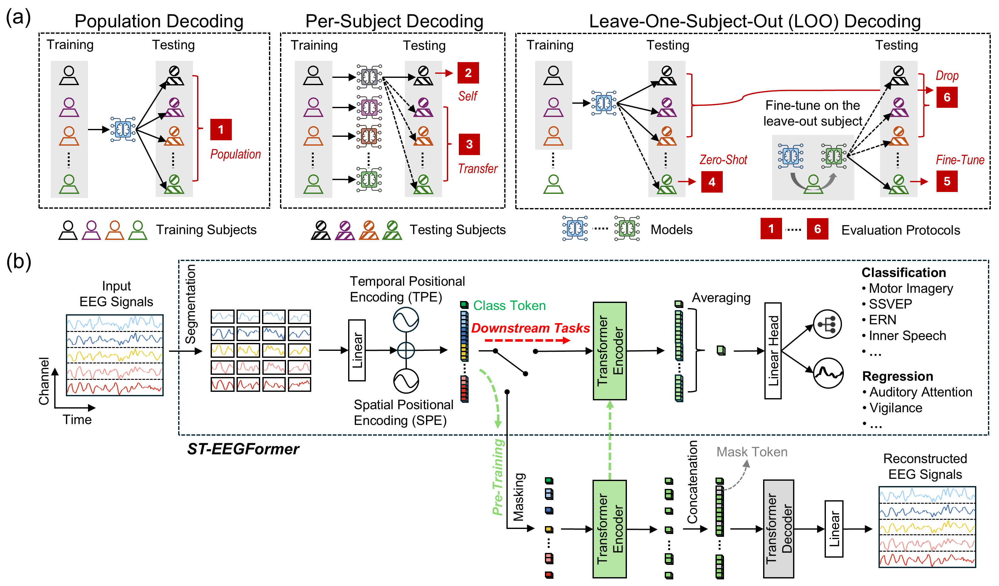 (a)
Population Decoding
Training
Testing
1
Population
Per-Subject Decoding
Training
Testing
2
Self
3
Transfer
Leave-One-Subject-Out (LOO) Decoding
Training
Testing
Testing
Zero-Shot
4
Fine-tune on the
leave-out subject
Drop
6
Fine-Tune
5
Training Subjects
Testing Subjects
Models
1
6
Evaluation Protocols
(b)
Input
EEG Signals
Channel
Time
Segmentation
Linear
Temporal Positional
Encoding (TPE)
Spatial Positional
Encoding (SPE)
Class Token
Downstream Tasks
Transformer
Encoder
Averaging
Linear Head
Classification
• Motor Imagery
• SSVEP
• ERN
• Inner Speech
• ...
Regression
• Auditory Attention
• Vigilance
• ...
ST-EEGFormer
Pre-Training
Masking
Transformer
Encoder
Concatenation
Mask Token
Transformer
Decoder
Linear
Reconstructed
EEG Signals